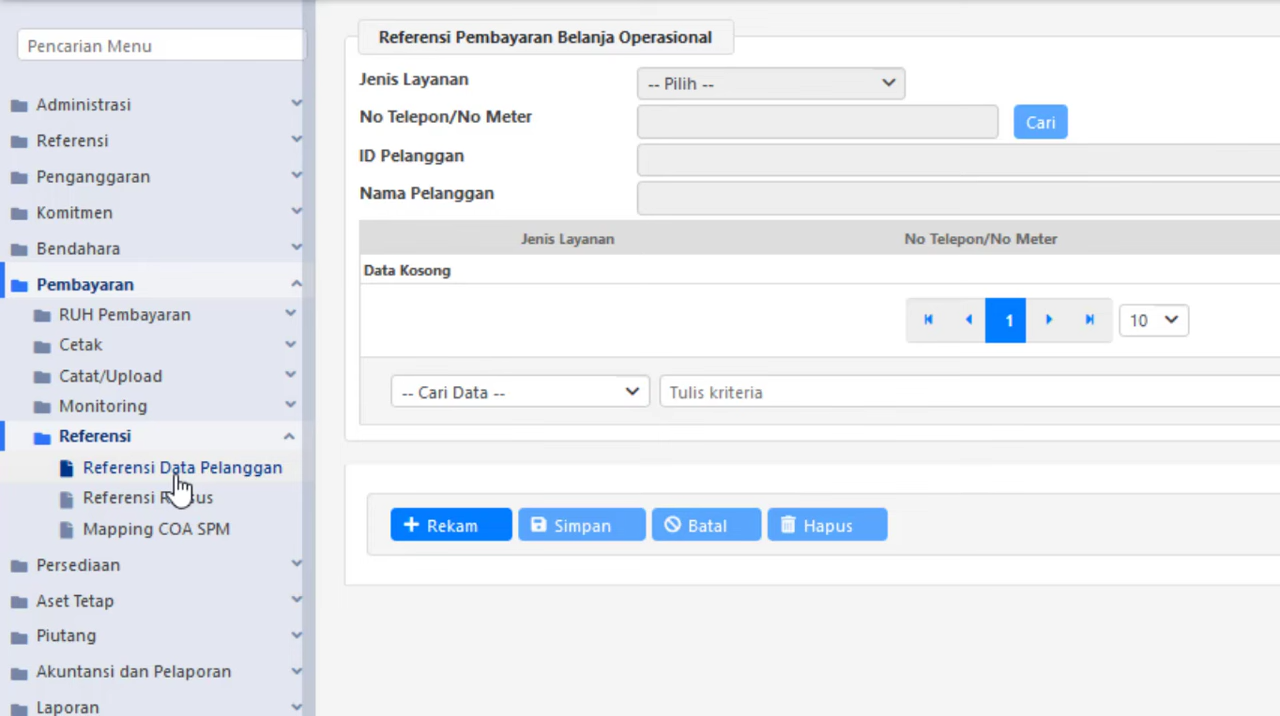 Pencarian Menu
Administrasi
Referensi
Penganggaran
Komitmen
Bendahara
Pembayaran
RUH Pembayaran
Cetak
Catat/Upload
Monitoring
Referensi
Referensi Data Pelanggan
Referensi
Mapping COA SPM
Persediaan
Aset Tetap
Piutang
Akuntansi dan Pelaporan
Laporan
Referensi Pembayaran Belanja Operasional
Jenis Layanan
-- Pilih --
No Telepon/No Meter
Cari
ID Pelanggan
Nama Pelanggan
Jenis Layanan No Telepon/No Meter
Data Kosong
1 10
-- Cari Data -- Tulis kriteria
Rekam Simpan Batal Hapus